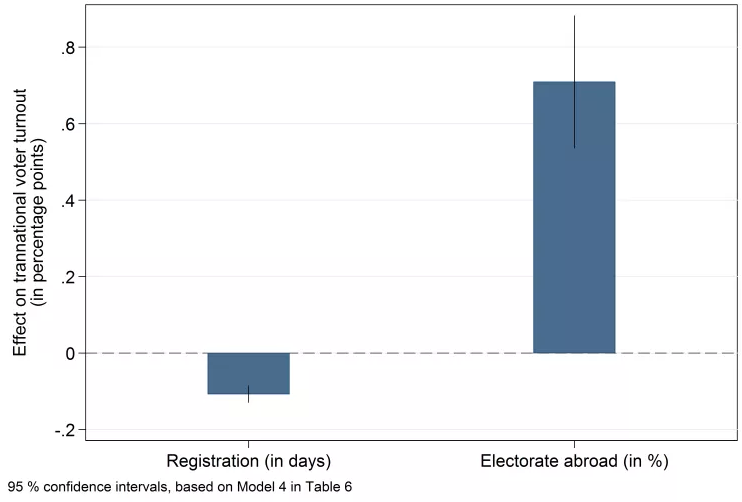 Effect on trannational voter turnout
(in percentage points)
.8
.6
.4
.2
0
-.2
Registration (in days)
Electorate abroad (in %)
95 % confidence intervals, based on Model 4 in Table 6